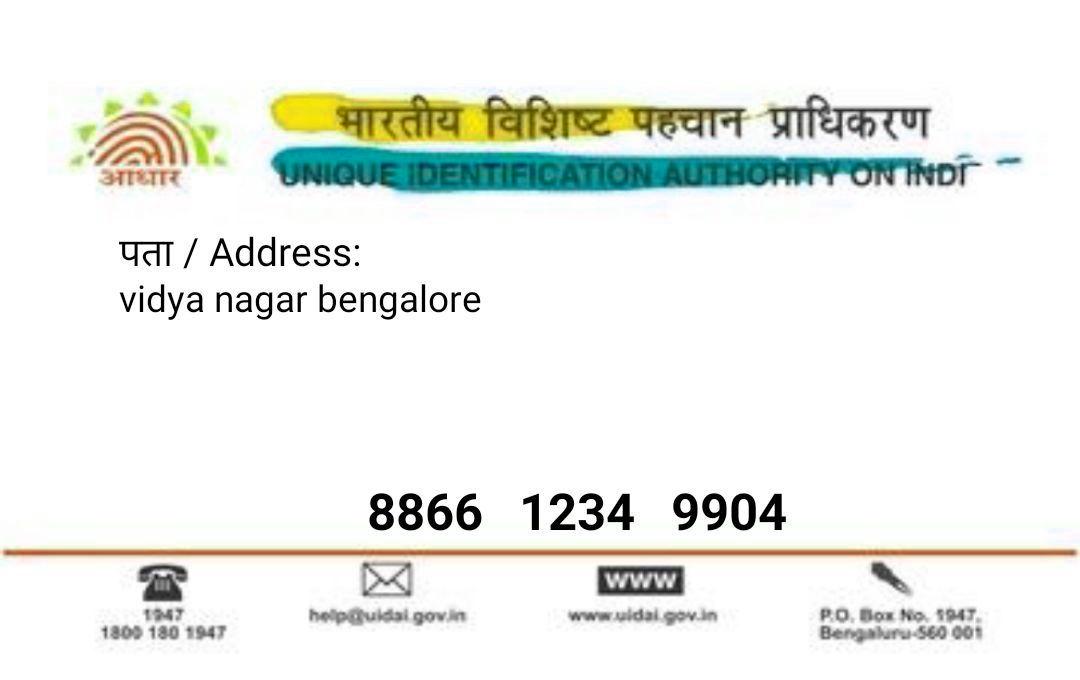 आधार
भारतीय विशिष्ट पहचान प्राधिकरण
UNIQUE IDENTIFICATION AUTHORITY ON INDI
पता / Address:
vidya nagar bengalore
8866 1234 9904
1947
1800 180 1947
help@uidai.gov.in
www
www.uidai.gov.in
P.O. Box No. 1947,
Bengaluru-560 001